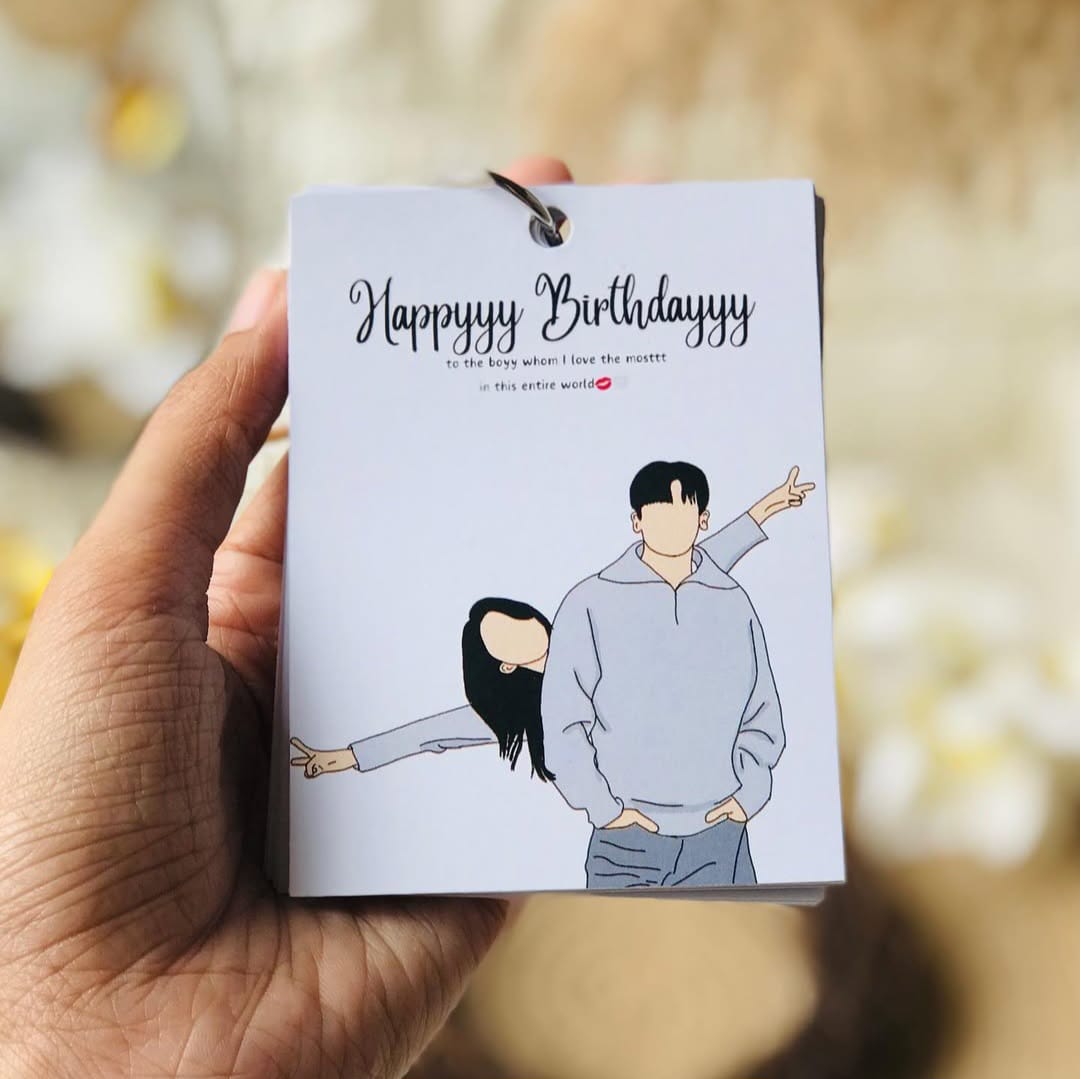 Happyyy Birthdayyy
to the boyy whom I love the mosttt
in this entire world💋